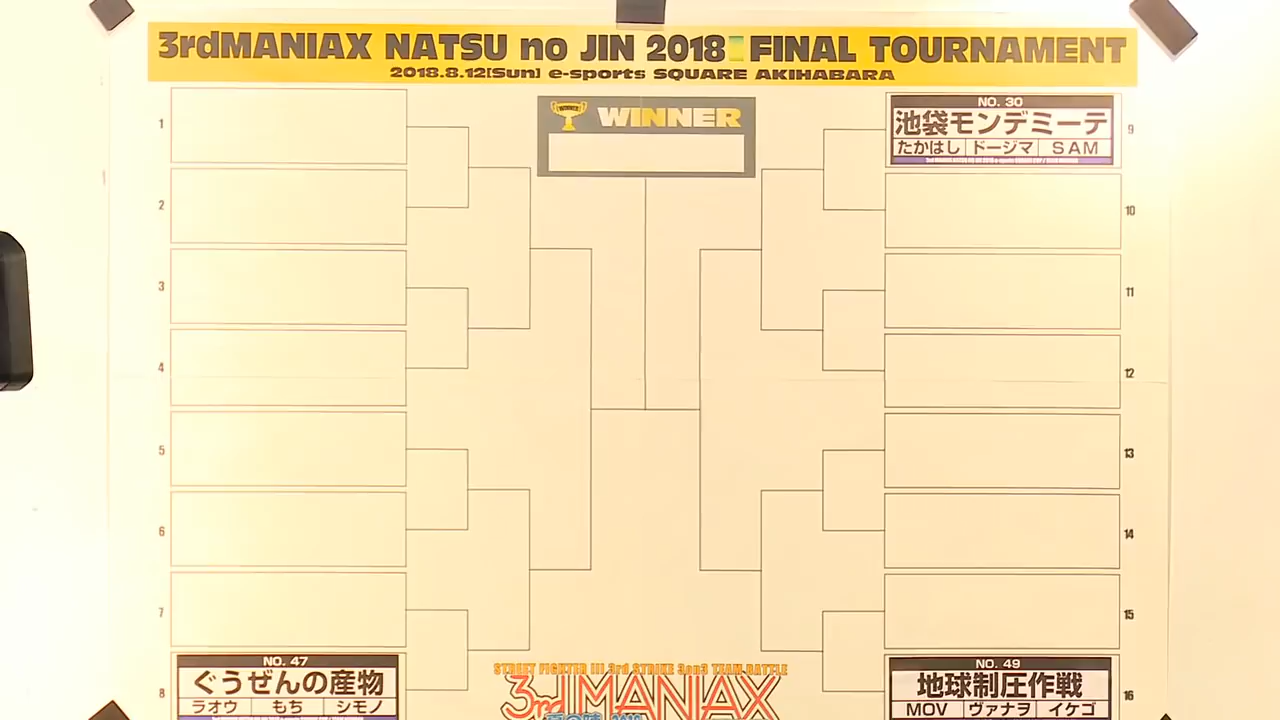 3rdMANIAX NATSU no JIN 2018 FINAL TOURNAMENT
2018.8.12[Sun] e-sports SQUARE AKIHABARA
WINNER
1
2
3
4
5
6
7
8
NO. 47
ぐうぜんの産物
ラオウ もち シモノ
NO. 30
池袋モンデミーテ
たかはし ドージマ SAM
9
10
11
12
13
14
15
16
NO. 49
地球制圧作戦
MOV ヴァナヲ イケゴ
STREET FIGHTER III 3rd STRIKE 3on3 TEAM BATTLE
3rd MANIAX